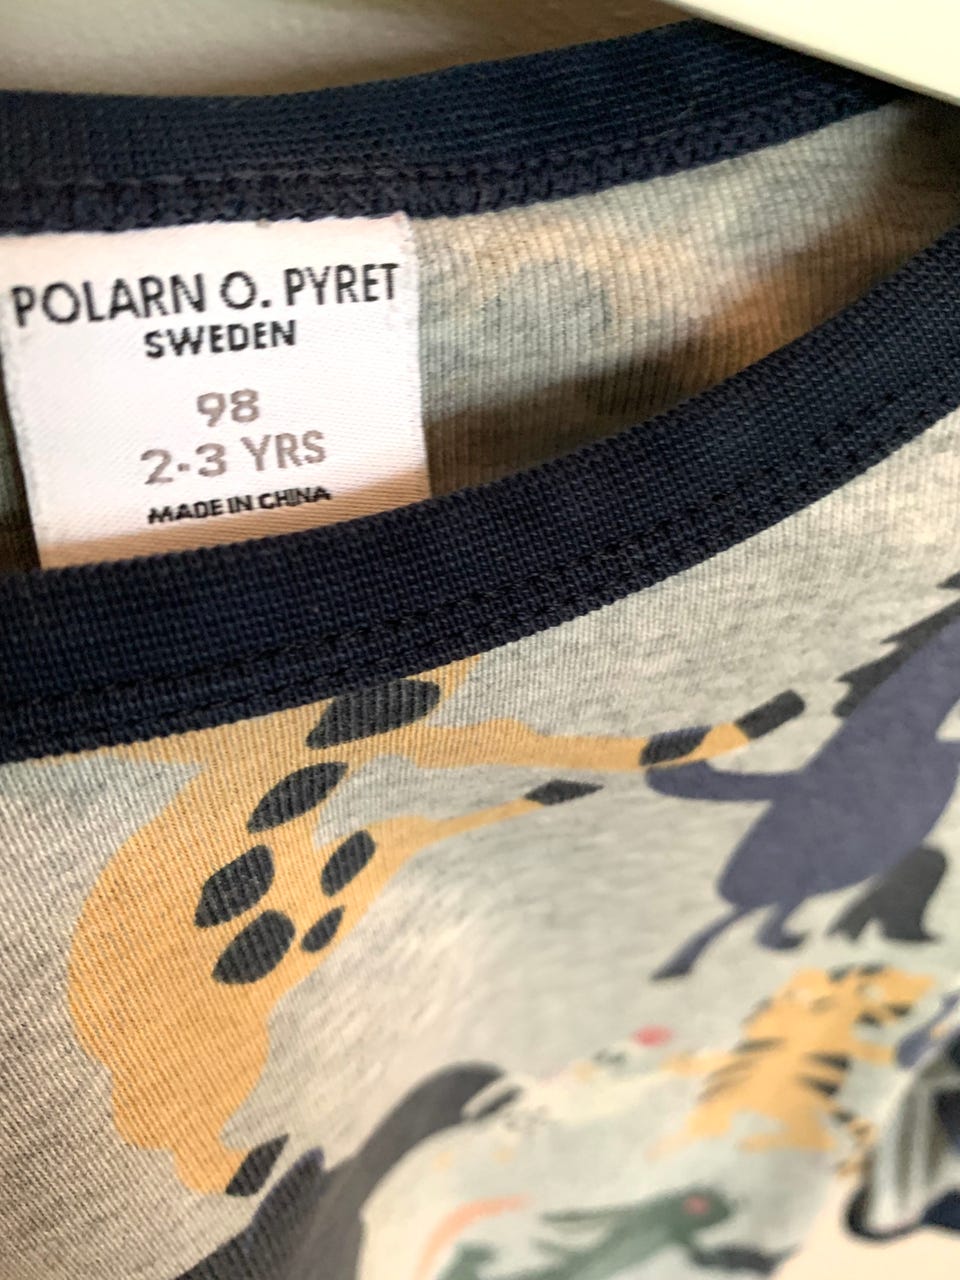 POLARN O. PYRET
SWEDEN
98
2-3 YRS
MADE IN CHINA